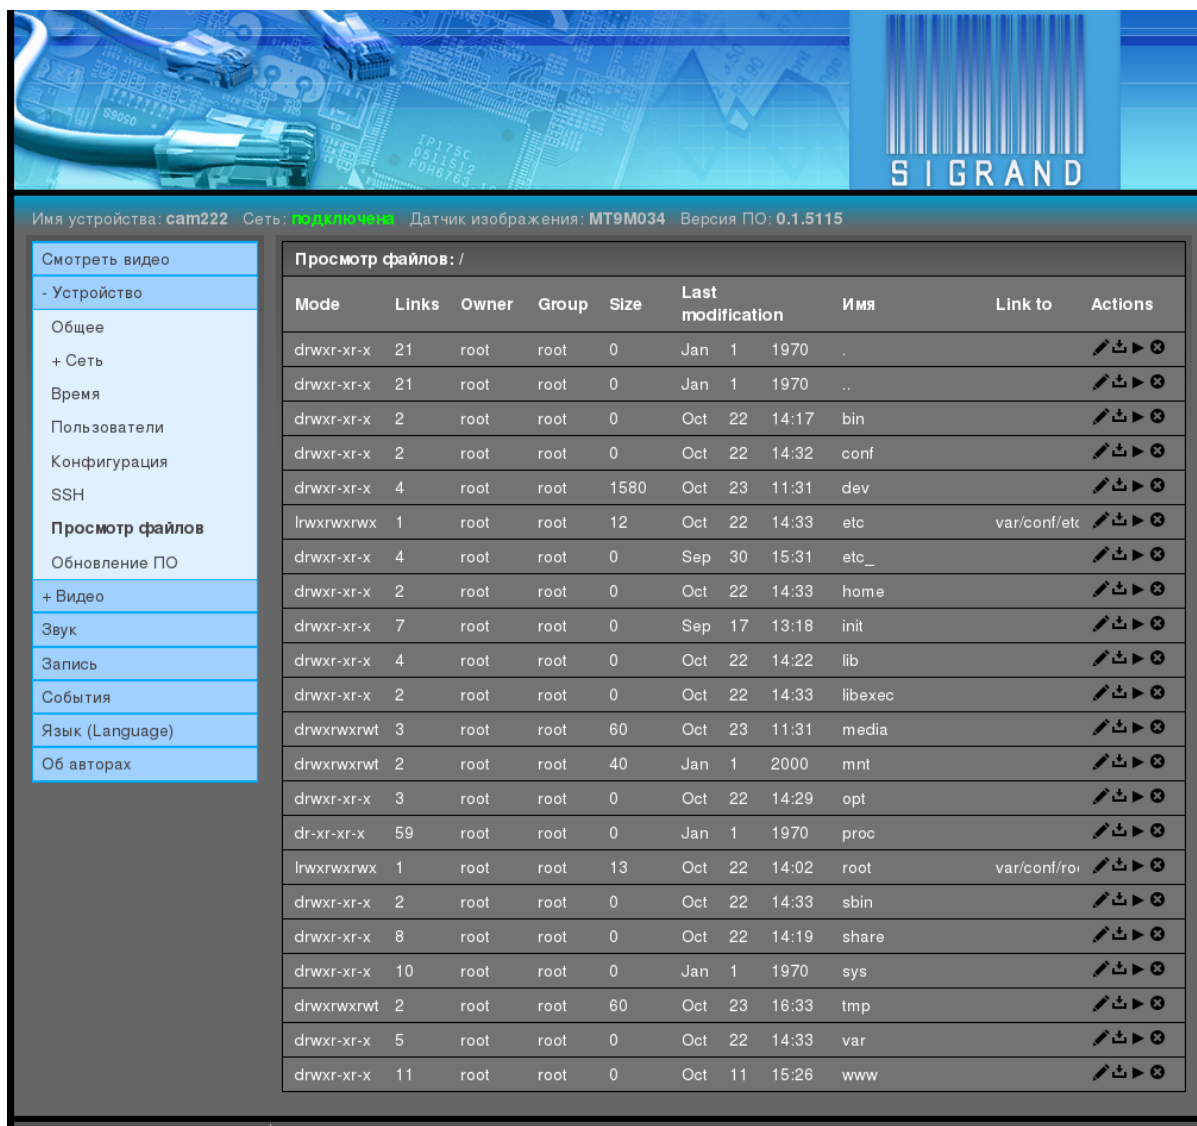 SIGRAND
Имя устройства: cam222 Сеть: подключена Датчик изображения: MT9M034 Версия ПО: 0.1.5115
Смотреть видео
- Устройство
Общее
+ Сеть
Время
Пользователи
Конфигурация
SSH
Просмотр файлов
Обновление ПО
+ Видео
Звук
Запись
События
Язык (Language)
Об авторах
Просмотр файлов: /
Mode Links Owner Group Size Last modification Имя Link to Actions
drwxr-xr-x 21 root root 0 Jan 1 1970 .
drwxr-xr-x 21 root root 0 Jan 1 1970 ..
drwxr-xr-x 2 root root 0 Oct 22 14:17 bin
drwxr-xr-x 2 root root 0 Oct 22 14:32 conf
drwxr-xr-x 4 root root 1580 Oct 23 11:31 dev
lrwxrwxrwx 1 root root 12 Oct 22 14:33 etc var/conf/etc
drwxr-xr-x 4 root root 0 Sep 30 15:31 etc_
drwxr-xr-x 2 root root 0 Oct 22 14:33 home
drwxr-xr-x 7 root root 0 Sep 17 13:18 init
drwxr-xr-x 4 root root 0 Oct 22 14:22 lib
drwxr-xr-x 2 root root 0 Oct 22 14:33 libexec
drwxrwxrwt 3 root root 60 Oct 23 11:31 media
drwxrwxrwt 2 root root 40 Jan 1 2000 mnt
drwxr-xr-x 3 root root 0 Oct 22 14:29 opt
dr-xr-xr-x 59 root root 0 Jan 1 1970 proc
lrwxrwxrwx 1 root root 13 Oct 22 14:02 root var/conf/ro
drwxr-xr-x 2 root root 0 Oct 22 14:33 sbin
drwxr-xr-x 8 root root 0 Oct 22 14:19 share
drwxr-xr-x 10 root root 0 Jan 1 1970 sys
drwxrwxrwt 2 root root 60 Oct 23 16:33 tmp
drwxr-xr-x 5 root root 0 Oct 22 14:33 var
drwxr-xr-x 11 root root 0 Oct 11 15:26 www